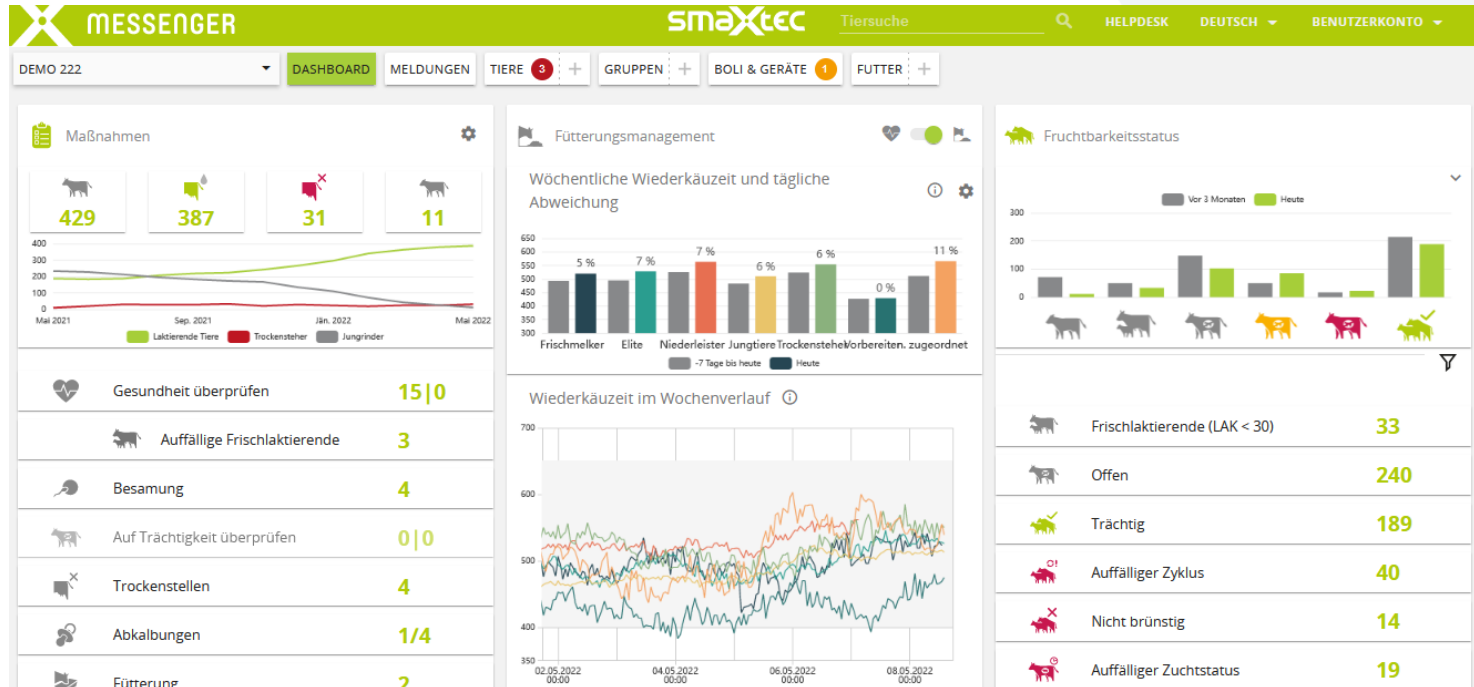 MESSENGER
smaXtec
Tiersuche
HELPDESK
DEUTSCH
BENUTZERKONTO
DEMO 222
DASHBOARD
MELDUNGEN
TIERE 3 +
GRUPPEN +
BOLI & GERÄTE 1
FUTTER +
Maßnahmen
429
387
31
11
400
300
200
100
0
Mai 2021
Sep. 2021
Jän. 2022
Mai 2022
Laktierende Tiere
Trockensteher
Jungrinder
Gesundheit überprüfen 15|0
Auffällige Frischlaktierende 3
Besamung 4
Auf Trächtigkeit überprüfen 0|0
Trockenstellen 4
Abkalbungen 1/4
Fütterung 2
Fütterungsmanagement
Wöchentliche Wiederkäuzeit und tägliche
Abweichung
650
600
550
500
450
400
350
300
5 %
7 %
7 %
6 %
6 %
0 %
11 %
Frischmelker
Elite
Niederleister
Jungtiere
Trockensteher
Vorbereiten. zugeordnet
-7 Tage bis heute
Heute
Wiederkäuzeit im Wochenverlauf
700
600
500
400
350
02.05.2022
00:00
04.05.2022
00:00
06.05.2022
00:00
08.05.2022
00:00
Fruchtbarkeitsstatus
Vor 3 Monaten
Heute
300
200
100
0
Frischlaktierende (LAK < 30) 33
Offen 240
Trächtig 189
Auffälliger Zyklus 40
Nicht brünstig 14
Auffälliger Zuchtstatus 19